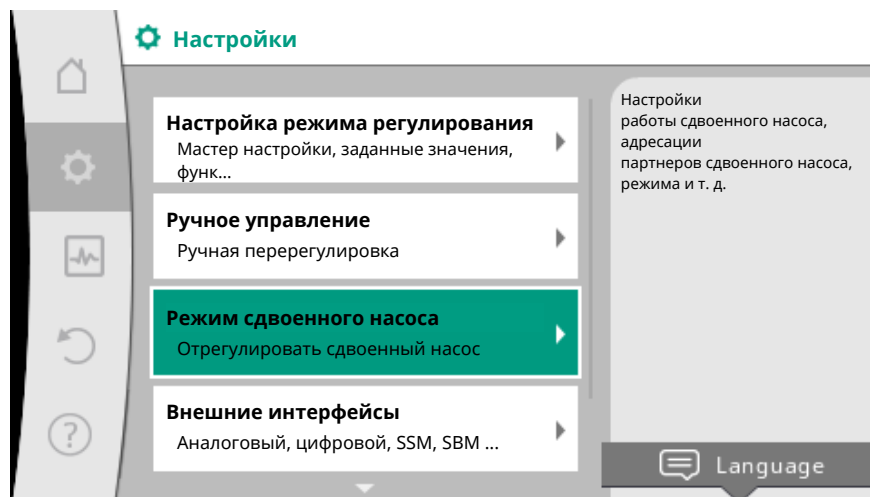 Настройки
Настройка режима регулирования
Мастер настройки, заданные значения,
функ...
Ручное управление
Ручная перерегулировка
Режим сдвоенного насоса
Отрегулировать сдвоенный насос
Внешние интерфейсы
Аналоговый, цифровой, SSM, SBM ...
Настройки
работы сдвоенного насоса,
адресации
партнеров сдвоенного насоса,
режима и т. д.
Language